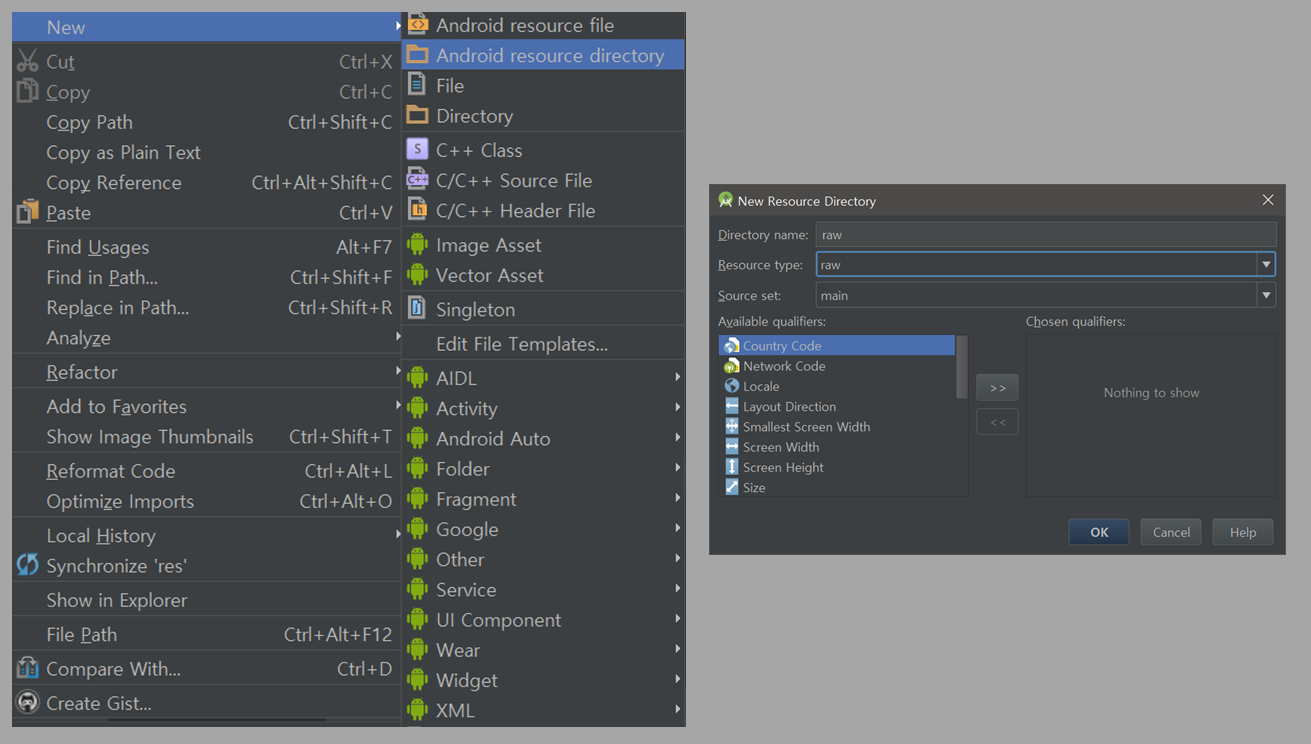 New
Cut Ctrl+X
Copy Ctrl+C
Copy Path Ctrl+Shift+C
Copy as Plain Text
Copy Reference Ctrl+Alt+Shift+C
Paste Ctrl+V
Find Usages Alt+F7
Find in Path... Ctrl+Shift+F
Replace in Path... Ctrl+Shift+R
Analyze
Refactor
Add to Favorites
Show Image Thumbnails Ctrl+Shift+T
Reformat Code Ctrl+Alt+L
Optimize Imports Ctrl+Alt+O
Local History
Synchronize 'res'
Show in Explorer
File Path Ctrl+Alt+F12
Compare With... Ctrl+D
Create Gist...
Android resource file
Android resource directory
File
Directory
S C++ Class
C++ C/C++ Source File
h C/C++ Header File
Image Asset
Vector Asset
Singleton
Edit File Templates...
AIDL
Activity
Android Auto
Folder
Fragment
Google
Other
Service
UI Component
Wear
Widget
XML
New Resource Directory
Directory name: raw
Resource type: raw
Source set: main
Available qualifiers:
Country Code
Network Code
Locale
Layout Direction
Smallest Screen Width
Screen Width
Screen Height
Size
>>
<<
Chosen qualifiers:
Nothing to show
OK Cancel Help